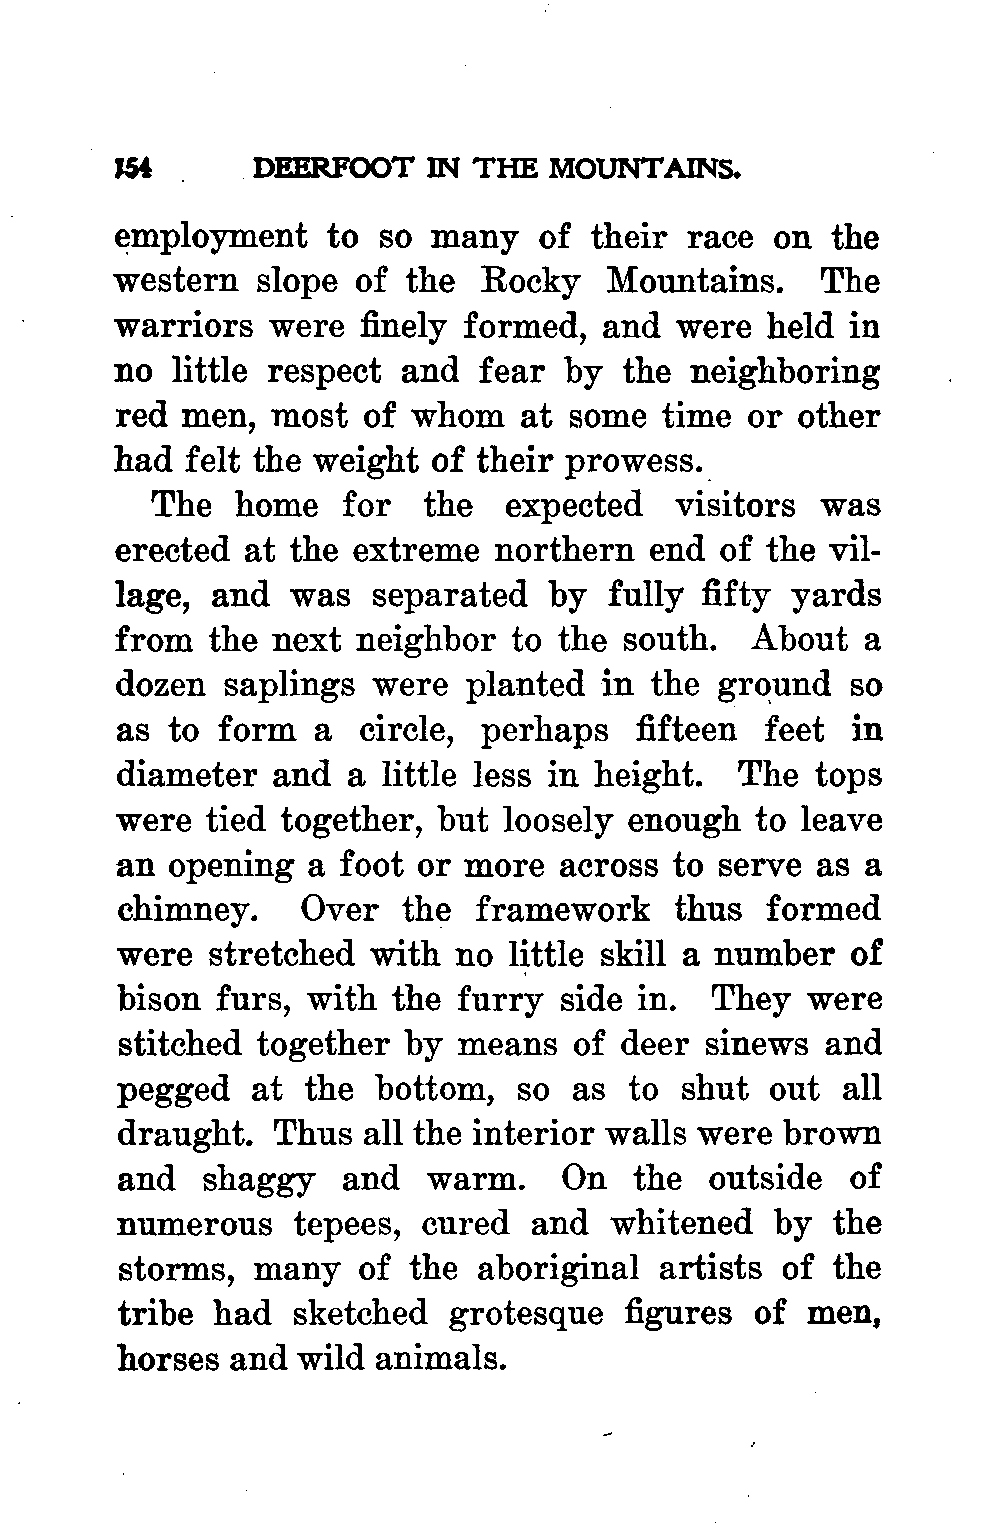 154 DEERFOOT IN THE MOUNTAINS.
employment to so many of their race on the
western slope of the Rocky Mountains. The
warriors were finely formed, and were held in
no little respect and fear by the neighboring
red men, most of whom at some time or other
had felt the weight of their prowess.
The home for the expected visitors was
erected at the extreme northern end of the vil-
lage, and was separated by fully fifty yards
from the next neighbor to the south. About a
dozen saplings were planted in the ground so
as to form a circle, perhaps fifteen feet in
diameter and a little less in height. The tops
were tied together, but loosely enough to leave
an opening a foot or more across to serve as a
chimney. Over the framework thus formed
were stretched with no little skill a number of
bison furs, with the furry side in. They were
stitched together by means of deer sinews and
pegged at the bottom, so as to shut out all
draught. Thus all the interior walls were brown
and shaggy and warm. On the outside of
numerous tepees, cured and whitened by the
storms, many of the aboriginal artists of the
tribe had sketched grotesque figures of men,
horses and wild animals.